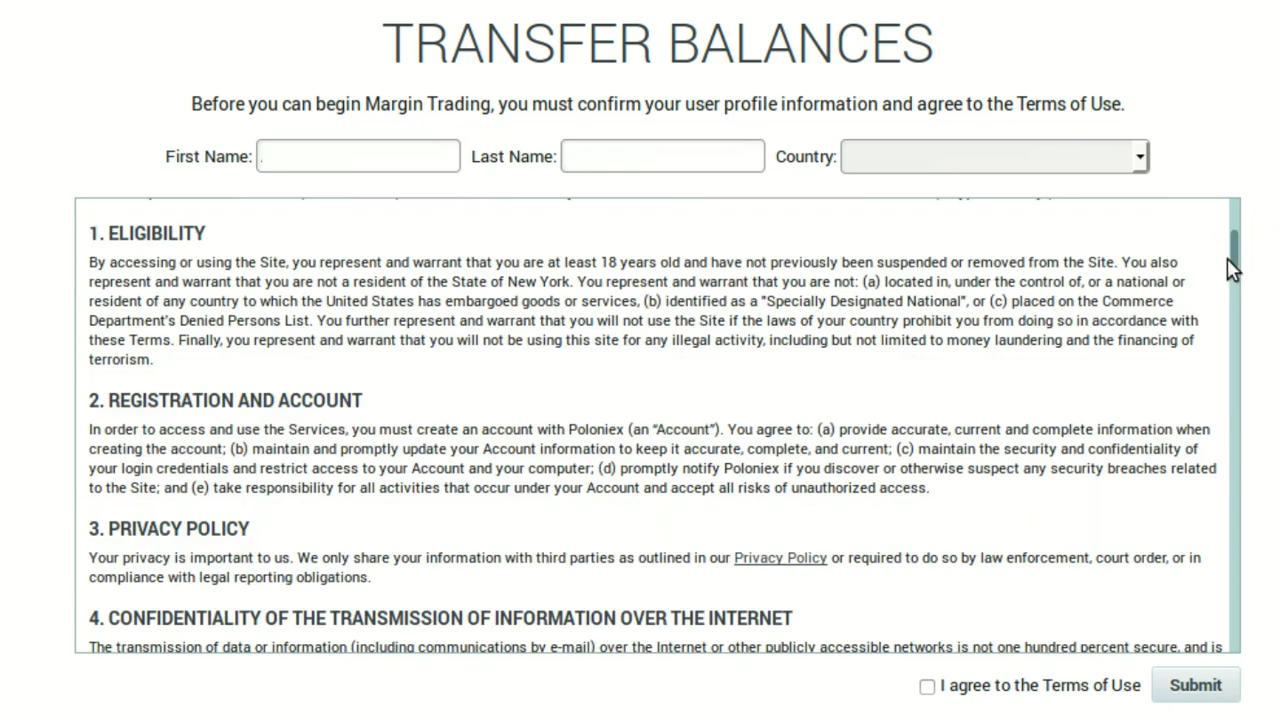 TRANSFER BALANCES
Before you can begin Margin Trading, you must confirm your user profile information and agree to the Terms of Use.
First Name: Last Name: Country:
1. ELIGIBILITY
By accessing or using the Site, you represent and warrant that you are at least 18 years old and have not previously been suspended or removed from the Site. You also
represent and warrant that you are not a resident of the State of New York. You represent and warrant that you are not: (a) located in, under the control of, or a national or
resident of any country to which the United States has embargoed goods or services, (b) identified as a "Specially Designated National", or (c) placed on the Commerce
Department's Denied Persons List. You further represent and warrant that you will not use the Site if the laws of your country prohibit you from doing so in accordance with
these Terms. Finally, you represent and warrant that you will not be using this site for any illegal activity, including but not limited to money laundering and the financing of
terrorism.
2. REGISTRATION AND ACCOUNT
In order to access and use the Services, you must create an account with Poloniex (an “Account”). You agree to: (a) provide accurate, current and complete information when
creating the account; (b) maintain and promptly update your Account information to keep it accurate, complete, and current; (c) maintain the security and confidentiality of
your login credentials and restrict access to your Account and your computer; (d) promptly notify Poloniex if you discover or otherwise suspect any security breaches related
to the Site; and (e) take responsibility for all activities that occur under your Account and accept all risks of unauthorized access.
3. PRIVACY POLICY
Your privacy is important to us. We only share your information with third parties as outlined in our Privacy Policy or required to do so by law enforcement, court order, or in
compliance with legal reporting obligations.
4. CONFIDENTIALITY OF THE TRANSMISSION OF INFORMATION OVER THE INTERNET
The transmission of data or information (including communications by e-mail) over the Internet or other publicly accessible networks is not one hundred percent secure, and is
I agree to the Terms of Use Submit